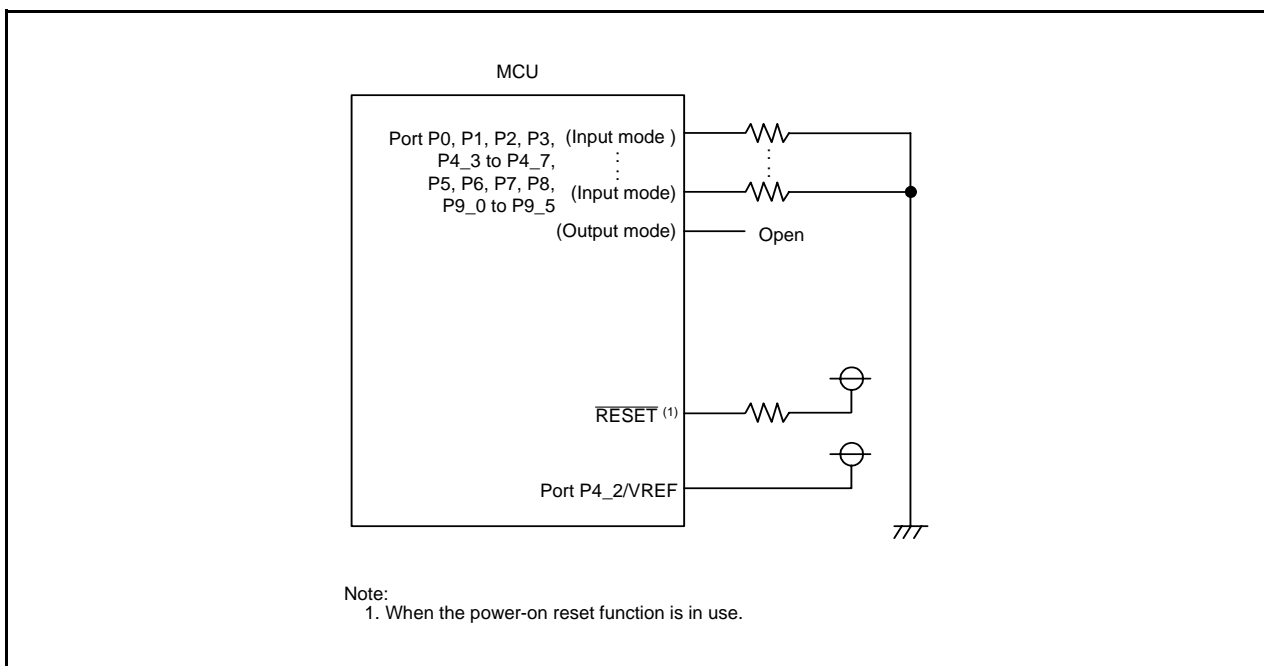 MCU
Port P0, P1, P2, P3, (Input mode )
P4_3 to P4_7,
P5, P6, P7, P8, (Input mode)
P9_0 to P9_5
(Output mode) Open
RESET (1)
Port P4_2/VREF
Note:
1. When the power-on reset function is in use.